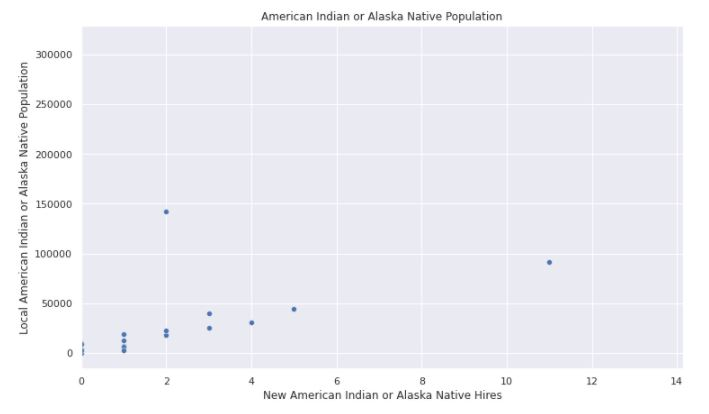 American Indian or Alaska Native Population
Local American Indian or Alaska Native Population
300000
250000
200000
150000
100000
50000
0
0 2 4 6 8 10 12 14
New American Indian or Alaska Native Hires